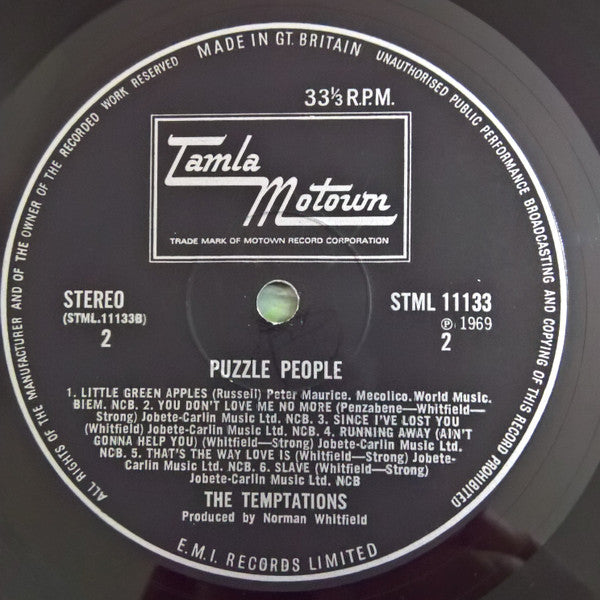 MADE IN GT. BRITAIN
UNAUTHORISED PUBLIC PERFORMANCE BROADCASTING AND COPYING OF THIS RECORD PROHIBITED
ALL RIGHTS OF THE MANUFACTURER AND OF THE OWNER OF THE RECORDED WORK RESERVED
33⅓ R.P.M.
Tamla
Motown
TRADE MARK OF MOTOWN RECORD CORPORATION
STEREO
(STML.11133B)
2
STML 11133
℗ 1969
2
PUZZLE PEOPLE
1. LITTLE GREEN APPLES (Russell) Peter Maurice. Mecolico. World Music.
BIEM. NCB. 2. YOU DON'T LOVE ME NO MORE (Penzabene—Whitfield—
Strong) Jobete-Carlin Music Ltd. NCB. 3. SINCE I'VE LOST YOU
(Whitfield) Jobete-Carlin Music Ltd. NCB. 4. RUNNING AWAY (AIN'T
GONNA HELP YOU) (Whitfield—Strong) Jobete-Carlin Music Ltd.
NCB. 5. THAT'S THE WAY LOVE IS (Whitfield—Strong) Jobete-
Carlin Music Ltd. NCB. 6. SLAVE (Whitfield—Strong)
Jobete-Carlin Music Ltd. NCB
THE TEMPTATIONS
Produced by Norman Whitfield
E.M.I. RECORDS LIMITED